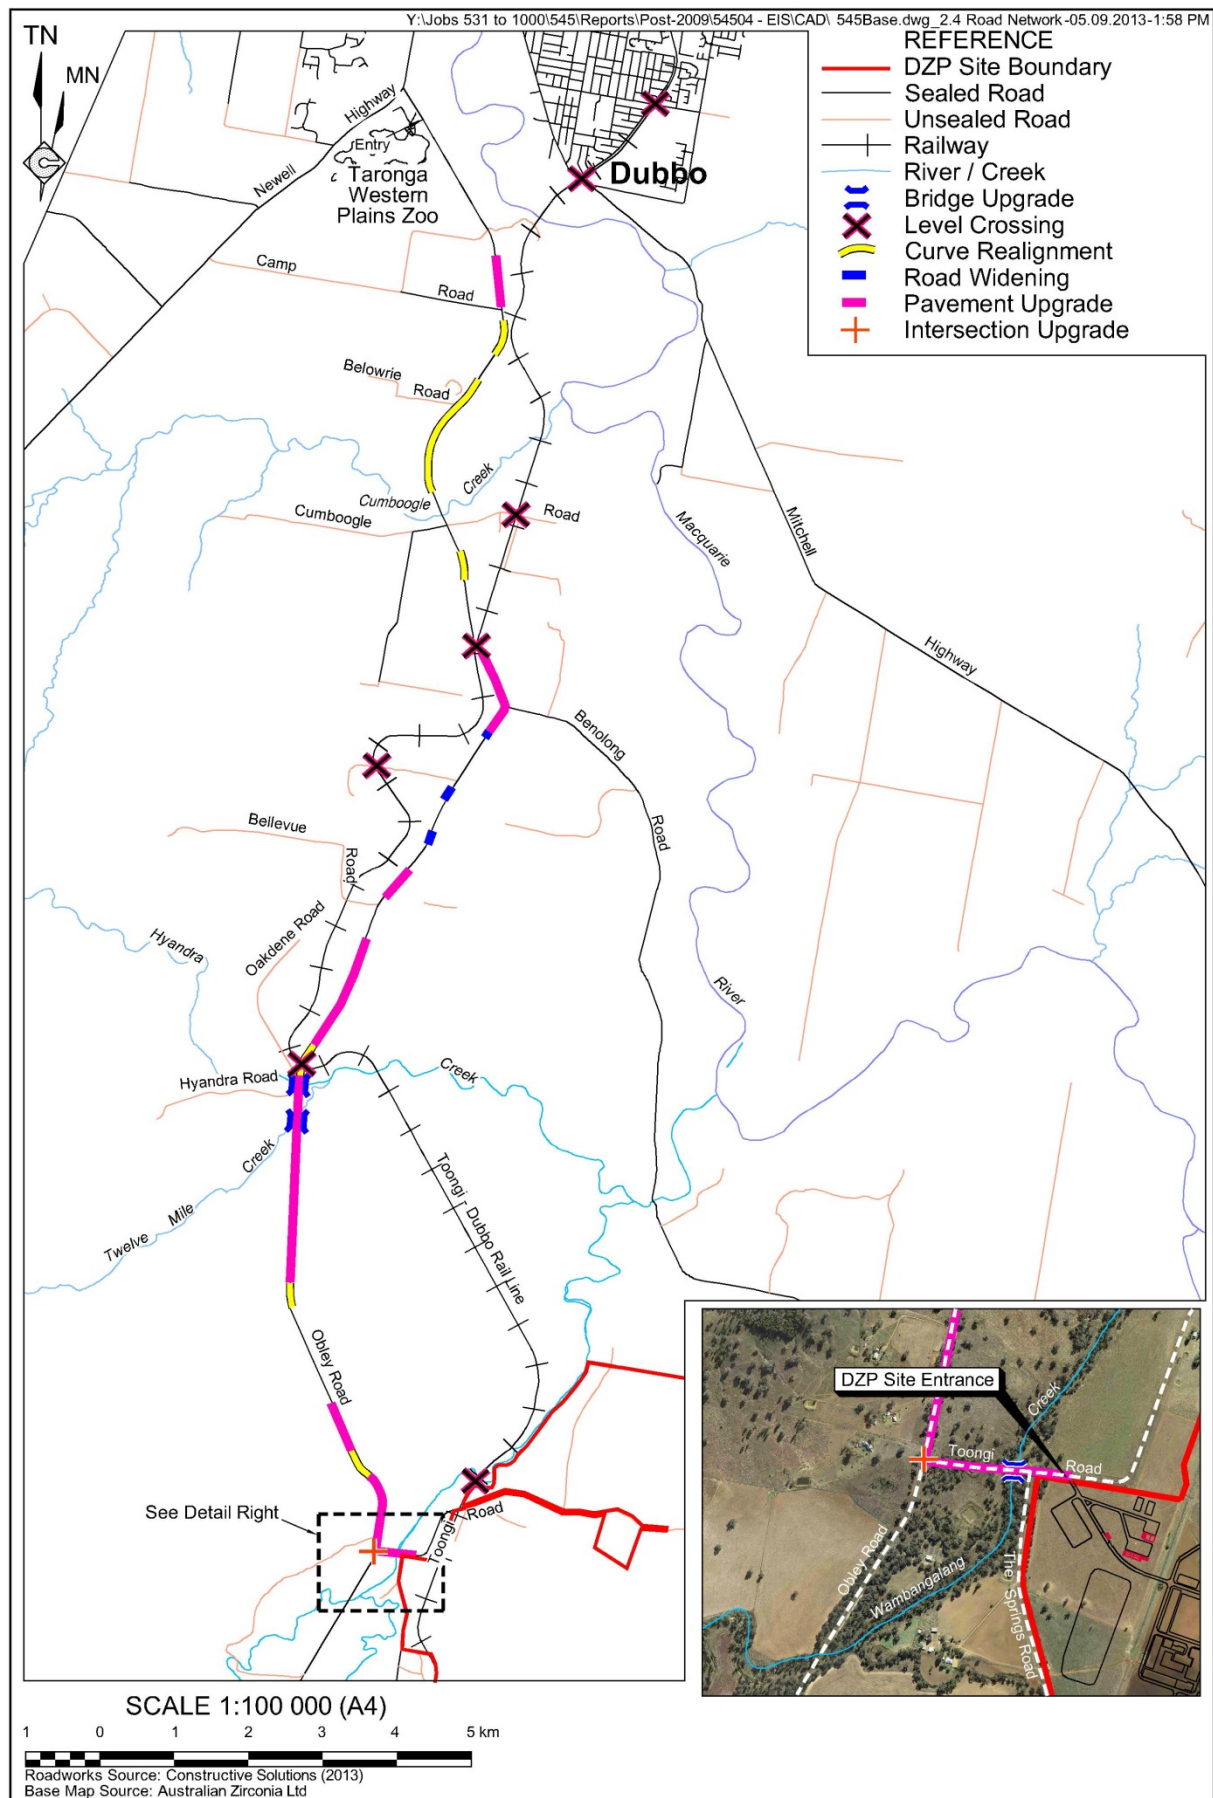 Y:\Jobs 531 to 1000\545\Reports\Post-2009\54504 - EIS\CAD\ 545Base.dwg_2.4 Road Network-05.09.2013-1:58 PM
TN
MN
REFERENCE
DZP Site Boundary
Sealed Road
Unsealed Road
Railway
River / Creek
Bridge Upgrade
Level Crossing
Curve Realignment
Road Widening
Pavement Upgrade
Intersection Upgrade
Newell Highway
Entry
Taronga
Western
Plains Zoo
Dubbo
Camp Road
Belowrie Road
Cumboogle Creek
Cumboogle Road
Macquarie
Mitchell
Highway
Benolong
Road
Bellevue
Road
Oakdene Road
Hyandra
River
Hyandra Road
Creek
Creek
Mile
Twelve
Toongi - Dubbo Rail Line
Obley Road
See Detail Right
Toongi Road
DZP Site Entrance
Creek
Toongi Road
Obley Road
Wambangalang
The Springs Road
SCALE 1:100 000 (A4)
1 0 1 2 3 4 5 km
Roadworks Source: Constructive Solutions (2013)
Base Map Source: Australian Zirconia Ltd